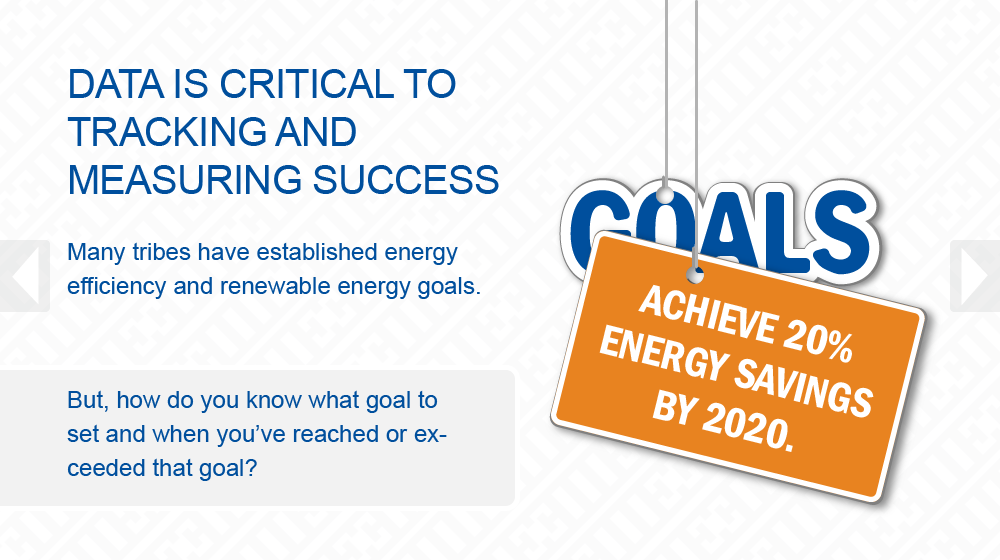 DATA IS CRITICAL TO
TRACKING AND
MEASURING SUCCESS
Many tribes have established energy
efficiency and renewable energy goals.
But, how do you know what goal to
set and when you've reached or ex-
ceeded that goal?
GOALS
ACHIEVE 20%
ENERGY SAVINGS
BY 2020.